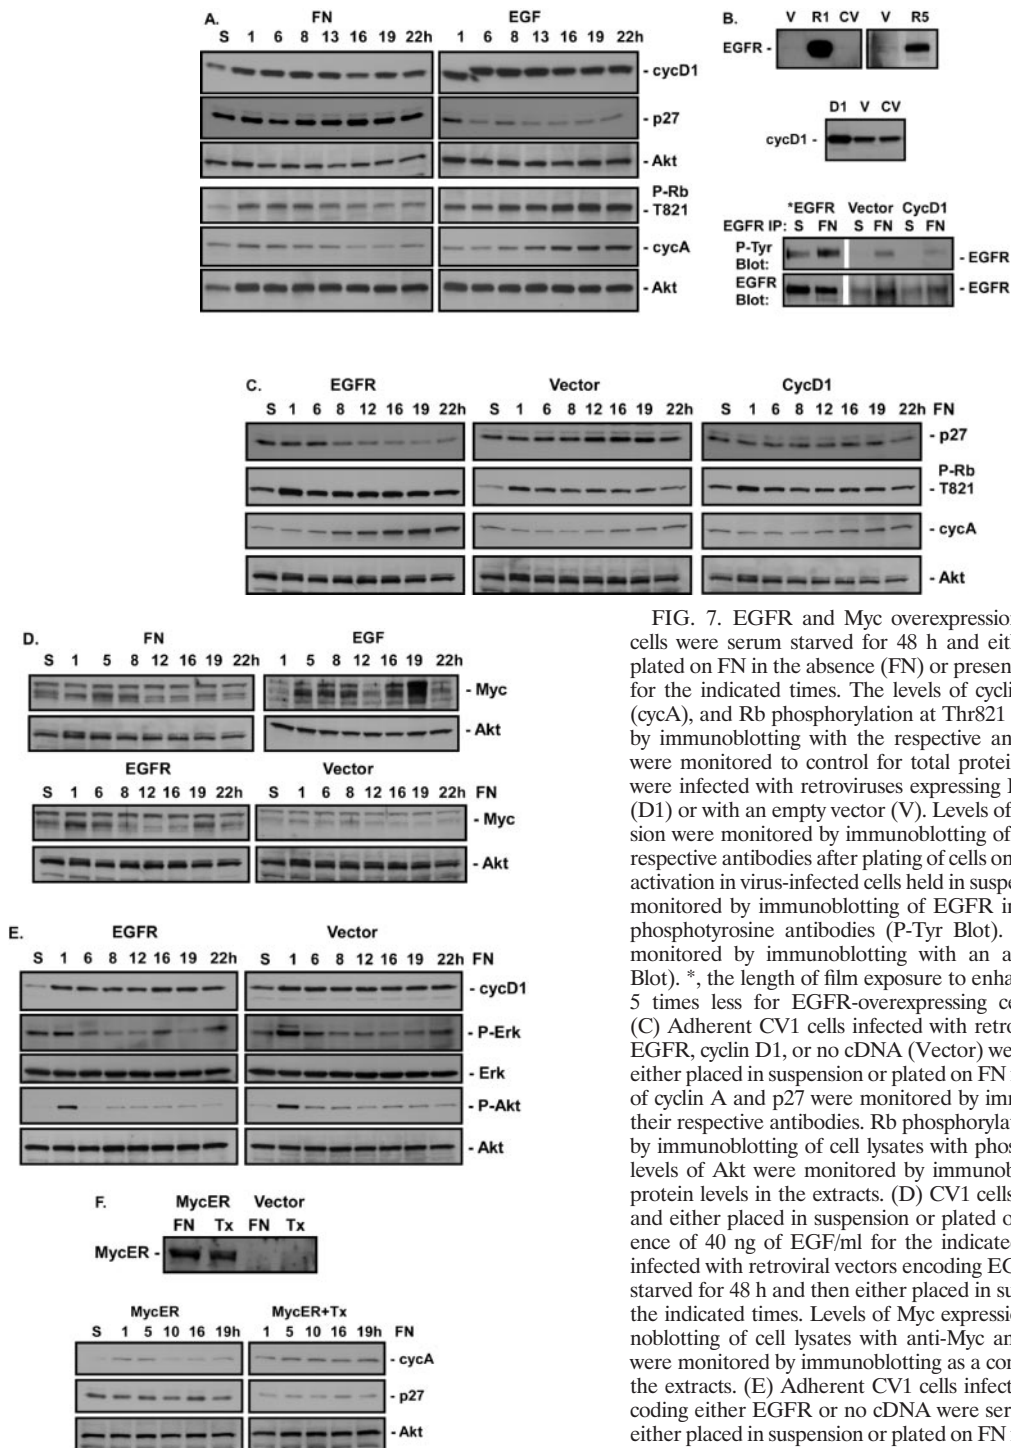 A. FN EGF
S 1 6 8 13 16 19 22h 1 6 8 13 16 19 22h
- cycD1
- p27
- Akt
P-Rb
- T821
- cycA
- Akt
B. V R1 CV V R5
EGFR -
D1 V CV
cycD1 -
*EGFR Vector CycD1
EGFR IP: S FN S FN S FN
P-Tyr
Blot:
- EGFR
EGFR
Blot:
- EGFR
C. EGFR Vector CycD1
S 1 6 8 12 16 19 22h S 1 6 8 12 16 19 22h S 1 6 8 12 16 19 22h FN
- p27
P-Rb
- T821
- cycA
- Akt
D. FN EGF
S 1 5 8 12 16 19 22h 1 5 8 12 16 19 22h
- Myc
- Akt
EGFR Vector
S 1 6 8 12 16 19 22h S 1 6 8 12 16 19 22h FN
- Myc
- Akt
E. EGFR Vector
S 1 6 8 12 16 19 22h S 1 6 8 12 16 19 22h FN
- cycD1
- P-Erk
- Erk
- P-Akt
- Akt
F. MycER Vector
FN Tx FN Tx
MycER -
MycER MycER+Tx
S 1 5 10 16 19h 1 5 10 16 19h FN
- cycA
- p27
- Akt
FIG. 7. EGFR and Myc overexpression
cells were serum starved for 48 h and eith
plated on FN in the absence (FN) or presen
for the indicated times. The levels of cycli
(cycA), and Rb phosphorylation at Thr821
by immunoblotting with the respective an
were monitored to control for total protei
were infected with retroviruses expressing
(D1) or with an empty vector (V). Levels of
sion were monitored by immunoblotting of
respective antibodies after plating of cells on
activation in virus-infected cells held in suspe
monitored by immunoblotting of EGFR in
phosphotyrosine antibodies (P-Tyr Blot).
monitored by immunoblotting with an a
Blot). *, the length of film exposure to enha
5 times less for EGFR-overexpressing ce
(C) Adherent CV1 cells infected with retro
EGFR, cyclin D1, or no cDNA (Vector) we
either placed in suspension or plated on FN
of cyclin A and p27 were monitored by imm
their respective antibodies. Rb phosphorylat
by immunoblotting of cell lysates with phos
levels of Akt were monitored by immunob
protein levels in the extracts. (D) CV1 cells
and either placed in suspension or plated o
ence of 40 ng of EGF/ml for the indicate
infected with retroviral vectors encoding EG
starved for 48 h and then either placed in su
the indicated times. Levels of Myc expressio
noblotting of cell lysates with anti-Myc an
were monitored by immunoblotting as a con
the extracts. (E) Adherent CV1 cells infect
coding either EGFR or no cDNA were ser
either placed in suspension or plated on FN